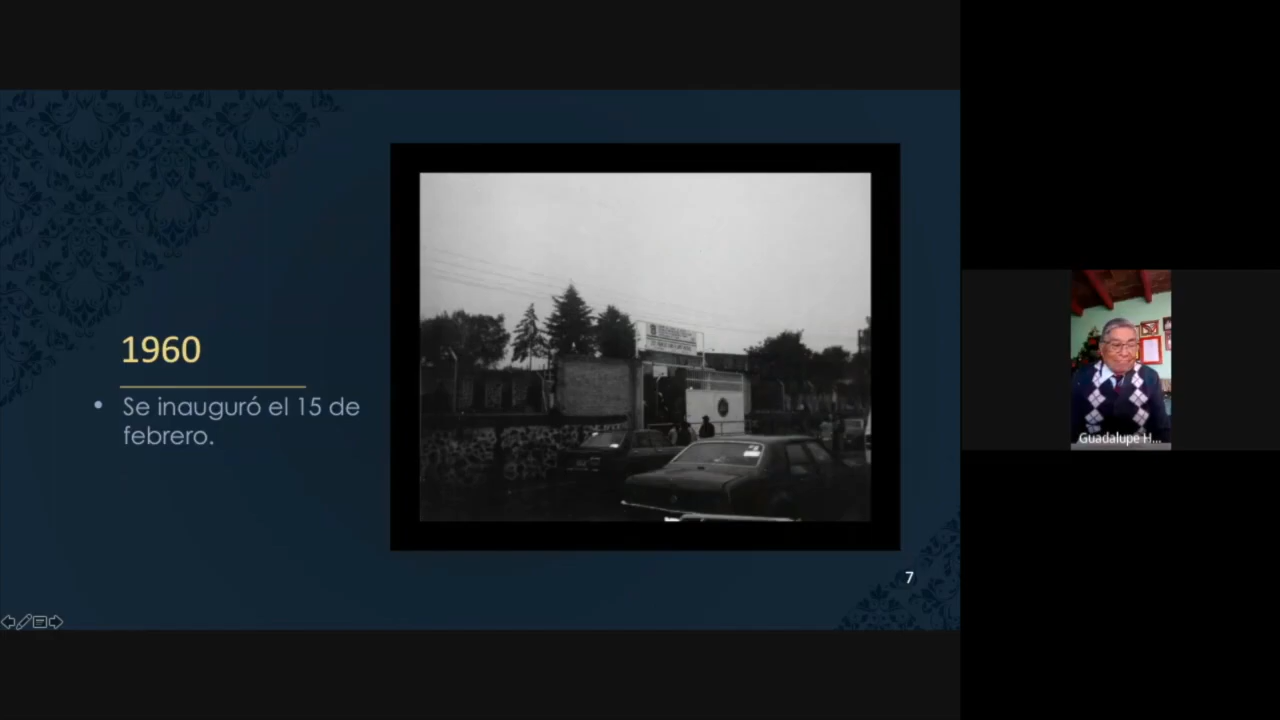 1960
• Se inauguró el 15 de
febrero.
7
Guadalupe H...